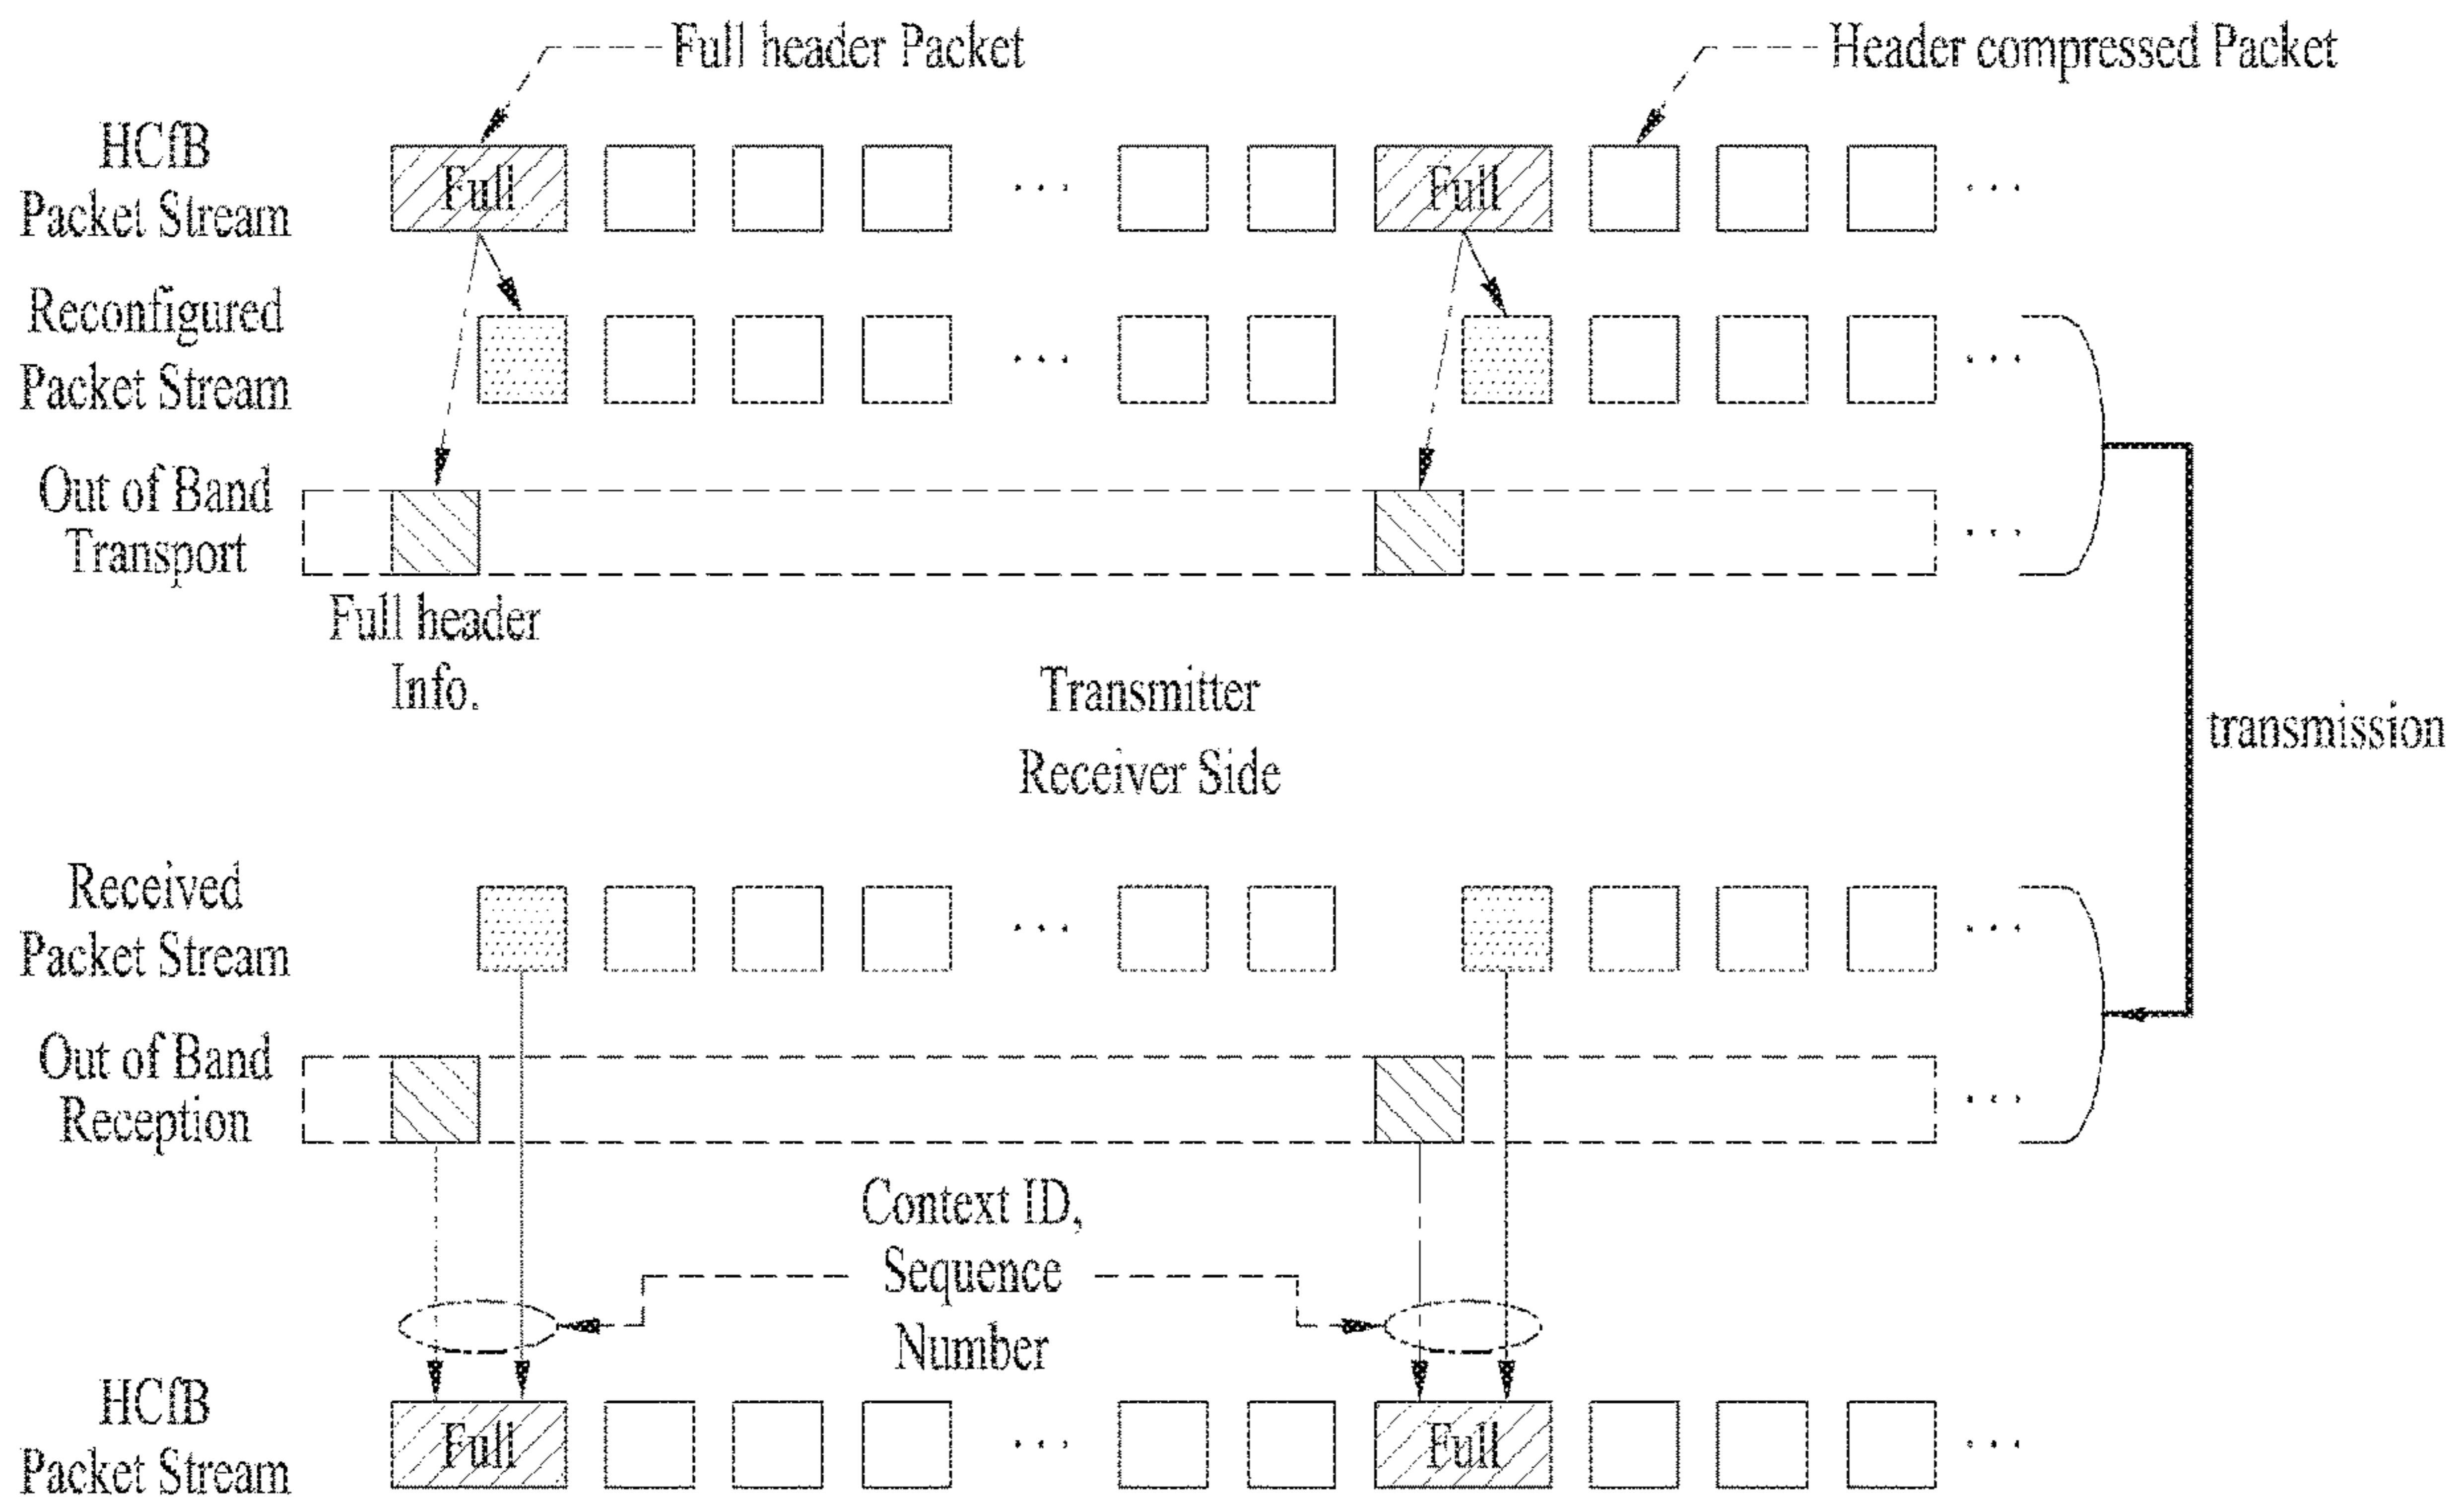 Full header Packet
Header compressed Packet
HCfB
Packet Stream
Full
Full
Reconfigured
Packet Stream
Out of Band
Transport
Full header
Info.
Transmitter
Receiver Side
transmission
Received
Packet Stream
Out of Band
Reception
Context ID,
Sequence
Number
HCfB
Packet Stream
Full
Full